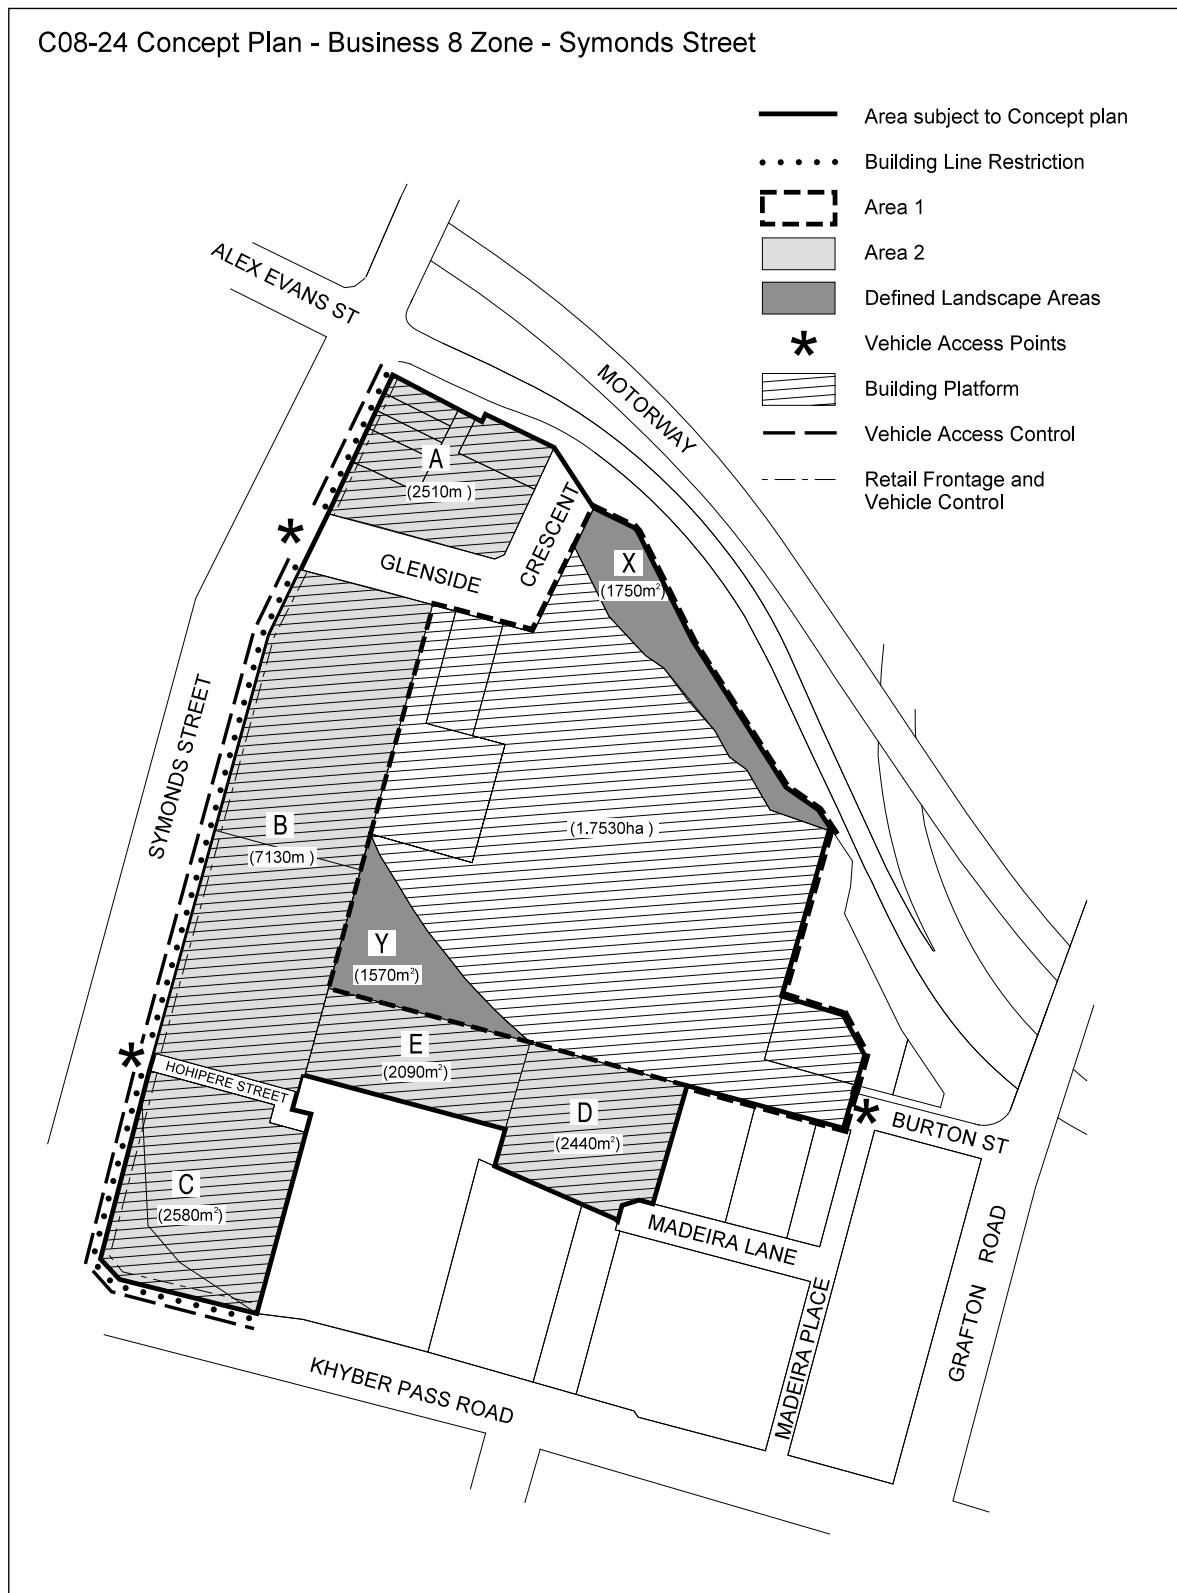 C08-24 Concept Plan - Business 8 Zone - Symonds Street
Area subject to Concept plan
Building Line Restriction
Area 1
Area 2
Defined Landscape Areas
Vehicle Access Points
Building Platform
Vehicle Access Control
Retail Frontage and
Vehicle Control
ALEX EVANS ST
MOTORWAY
A
(2510m )
CRESCENT
GLENSIDE
X
(1750m²)
SYMONDS STREET
B
(7130m )
(1.7530ha )
Y
(1570m²)
E
(2090m²)
HOHIPERE STREET
D
(2440m²)
BURTON ST
C
(2580m²)
MADEIRA LANE
MADEIRA PLACE
GRAFTON ROAD
KHYBER PASS ROAD